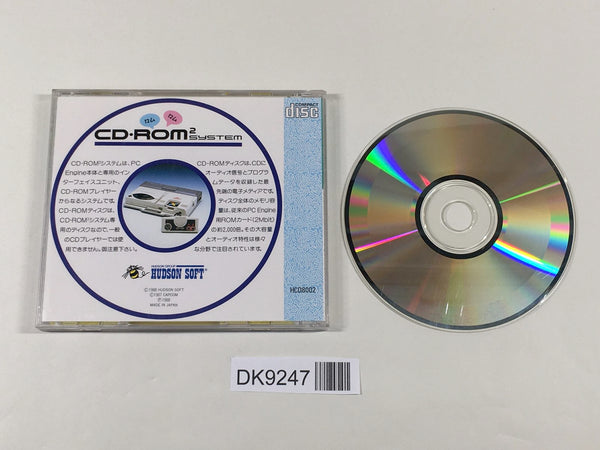 ロム
ロム
CD-ROM2
SYSTEM
CD-ROM2システムは、PC
Engine本体と専用のイン
ターフェイスユニット、
CD-ROMプレイヤー
からなるシステムです。
CD-ROM2ディスクは、
CD-ROM2システム専
用のディスクなので、一般
のCDプレイヤーでは使
用できません。御注意下さい。
CD-ROM2ディスクは、CDに
オーディオ信号とプログラ
ムデータを収録した最
先端の電子メディアです。
ディスク全体のメモリ容
量は、従来のPC Engine
用ROMカード(2Mbit)
の約2,000倍。その大容量
とオーディオ特性は様々
な分野で注目されています。
HUDSON GROUP
HUDSON SOFT
©1988 HUDSON SOFT
©1987 CAPCOM
℗1988
MADE IN JAPAN
COMPACT
disc
HCD8002
DK9247